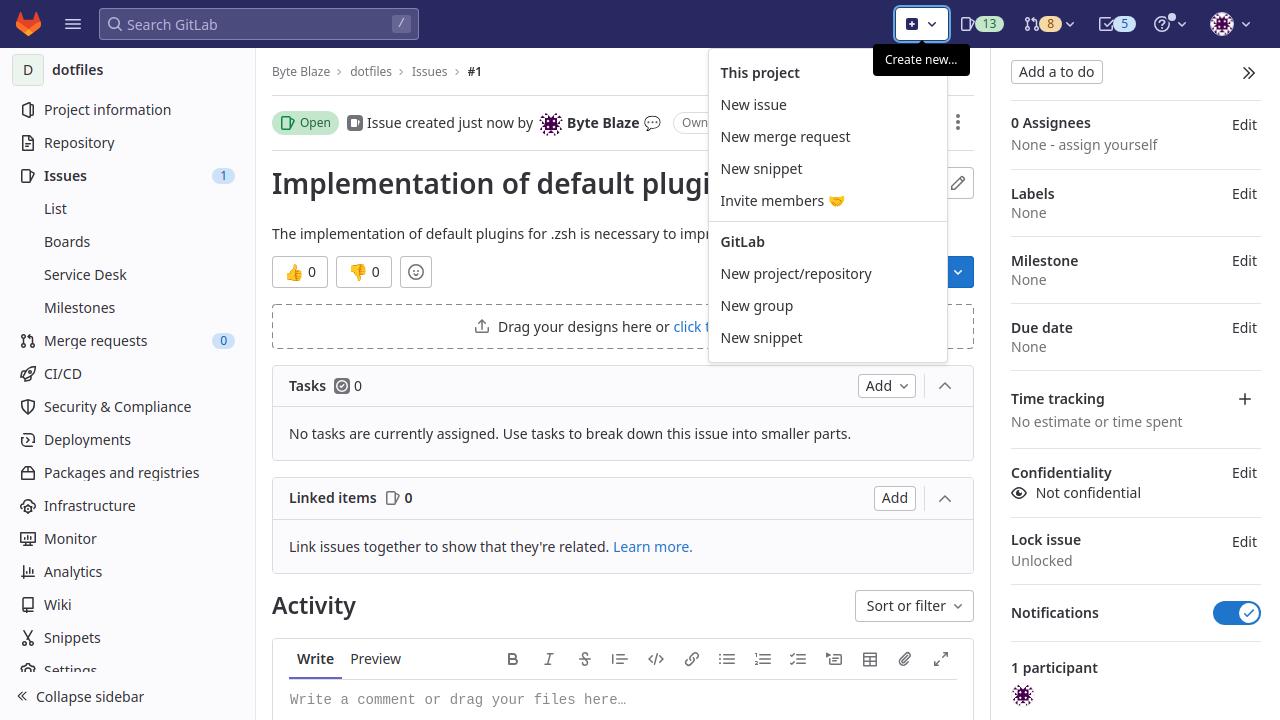 Search GitLab
/
13
8
5
Create new...
D
dotfiles
Project information
Repository
Issues
1
List
Boards
Service Desk
Milestones
Merge requests
0
CI/CD
Security & Compliance
Deployments
Packages and registries
Infrastructure
Monitor
Analytics
Wiki
Snippets
Settings
Collapse sidebar
Byte Blaze
dotfiles
Issues
#1
Open
Issue created just now by Byte Blaze 💬
Own
Implementation of default plugi
The implementation of default plugins for .zsh is necessary to impr
👍 0
👎 0
Drag your designs here or click t
This project
New issue
New merge request
New snippet
Invite members 🤝
GitLab
New project/repository
New group
New snippet
Tasks
0
Add
No tasks are currently assigned. Use tasks to break down this issue into smaller parts.
Linked items
0
Add
Link issues together to show that they're related. Learn more.
Activity
Sort or filter
Write
Preview
Write a comment or drag your files here…
Add a to do
0 Assignees
Edit
None - assign yourself
Labels
Edit
None
Milestone
Edit
None
Due date
Edit
None
Time tracking
No estimate or time spent
Confidentiality
Edit
Not confidential
Lock issue
Edit
Unlocked
Notifications
1 participant